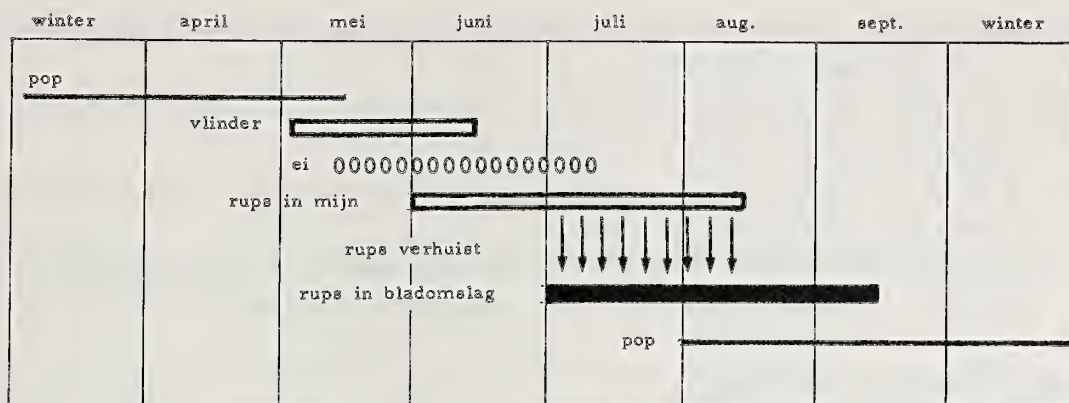 winter april mei juni juli aug. sept. winter
pop
vlinder
ei 000000000000000000
rups in mijn
rups verhuist
rups in bladomslag
pop